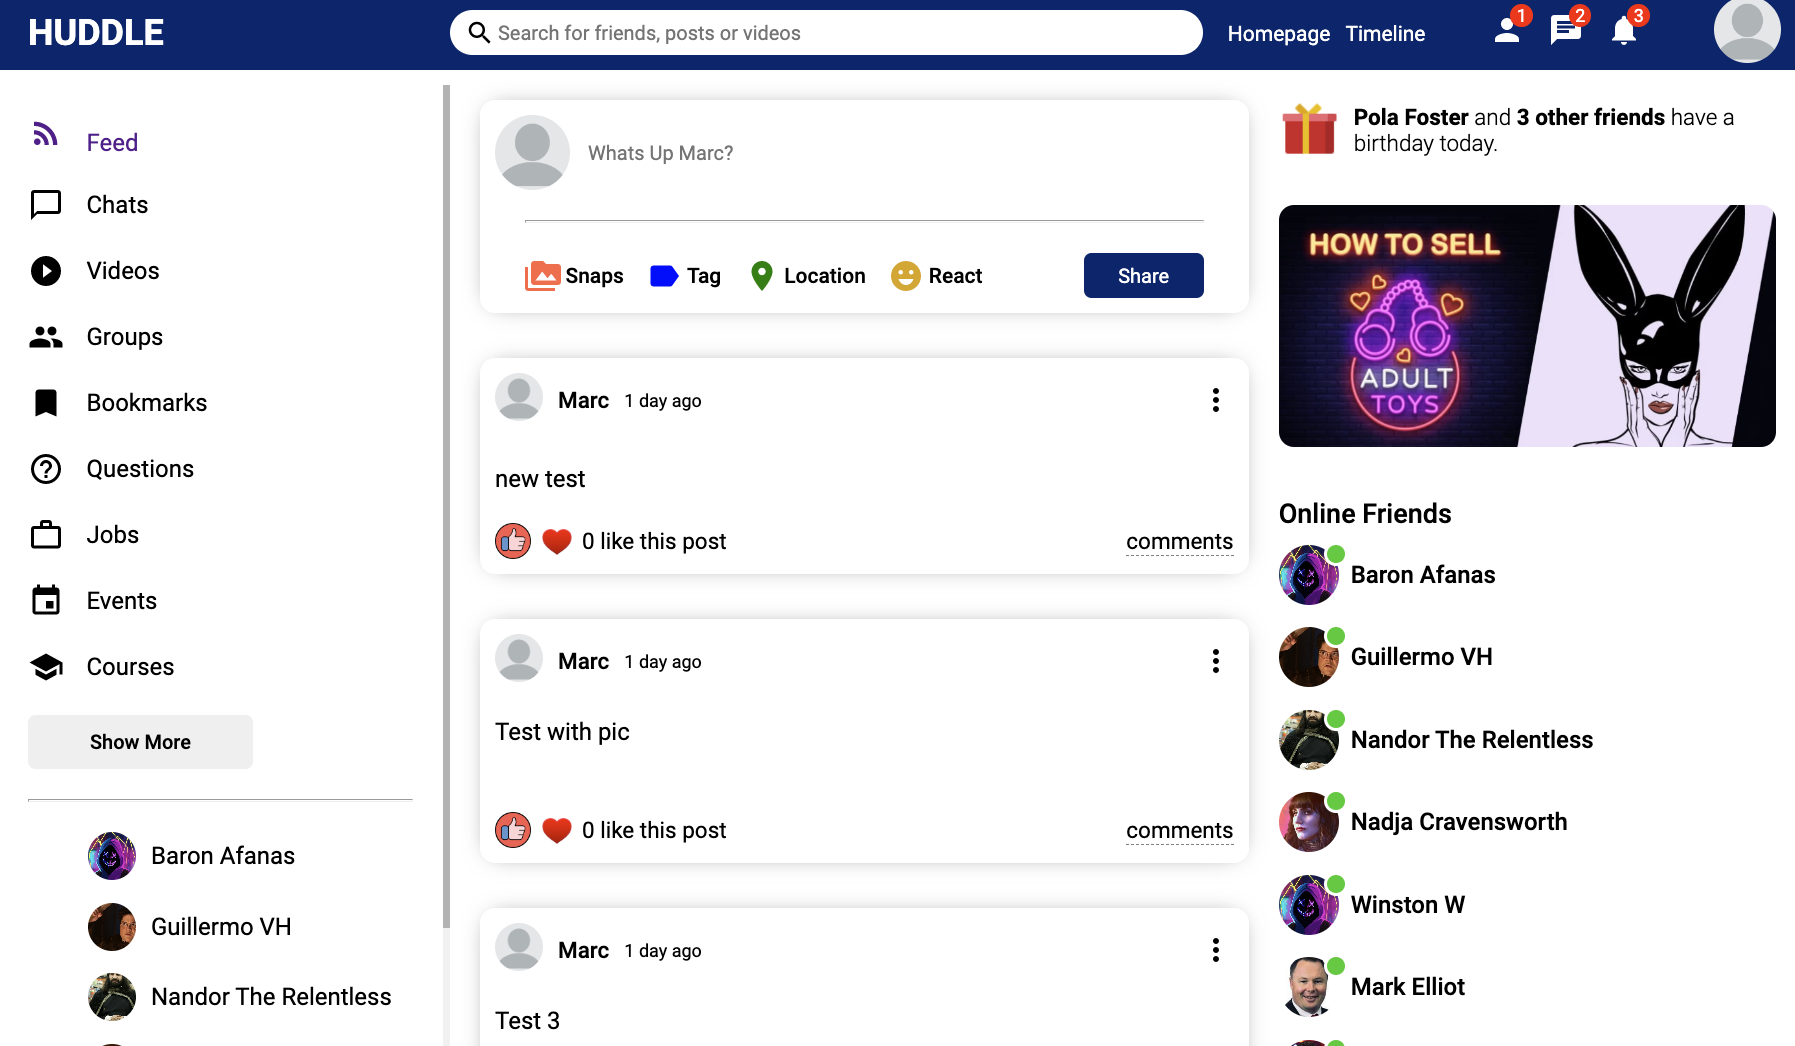 HUDDLE
Search for friends, posts or videos
Homepage
Timeline
1
2
3
Feed
Chats
Videos
Groups
Bookmarks
Questions
Jobs
Events
Courses
Show More
Baron Afanas
Guillermo VH
Nandor The Relentless
Whats Up Marc?
Snaps
Tag
Location
React
Share
Marc 1 day ago
new test
0 like this post
comments
Marc 1 day ago
Test with pic
0 like this post
comments
Marc 1 day ago
Test 3
Pola Foster and 3 other friends have a
birthday today.
HOW TO SELL
ADULT
TOYS
Online Friends
Baron Afanas
Guillermo VH
Nandor The Relentless
Nadja Cravensworth
Winston W
Mark Elliot